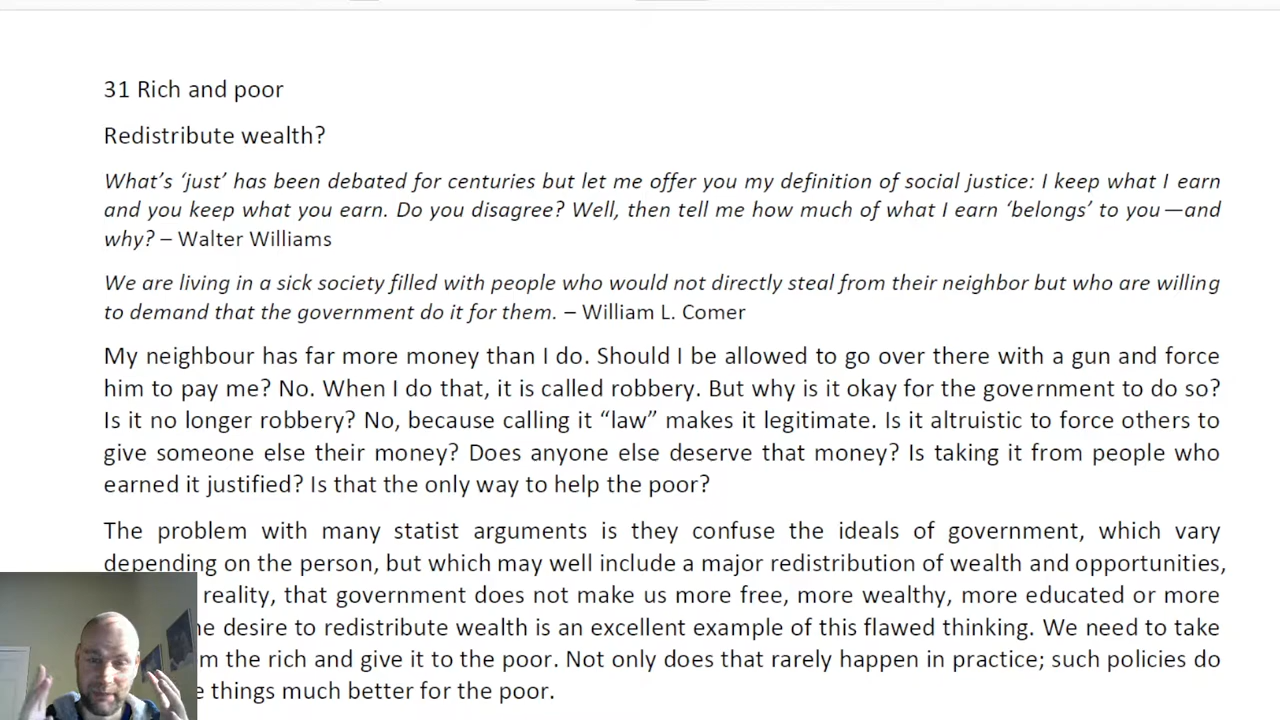 31 Rich and poor
Redistribute wealth?
What's ‘just’ has been debated for centuries but let me offer you my definition of social justice: I keep what I earn
and you keep what you earn. Do you disagree? Well, then tell me how much of what I earn ‘belongs’ to you—and
why? – Walter Williams
We are living in a sick society filled with people who would not directly steal from their neighbor but who are willing
to demand that the government do it for them. – William L. Comer
My neighbour has far more money than I do. Should I be allowed to go over there with a gun and force
him to pay me? No. When I do that, it is called robbery. But why is it okay for the government to do so?
Is it no longer robbery? No, because calling it “law” makes it legitimate. Is it altruistic to force others to
give someone else their money? Does anyone else deserve that money? Is taking it from people who
earned it justified? Is that the only way to help the poor?
The problem with many statist arguments is they confuse the ideals of government, which vary
depending on the person, but which may well include a major redistribution of wealth and opportunities,
reality, that government does not make us more free, more wealthy, more educated or more
desire to redistribute wealth is an excellent example of this flawed thinking. We need to take
the rich and give it to the poor. Not only does that rarely happen in practice; such policies do
things much better for the poor.